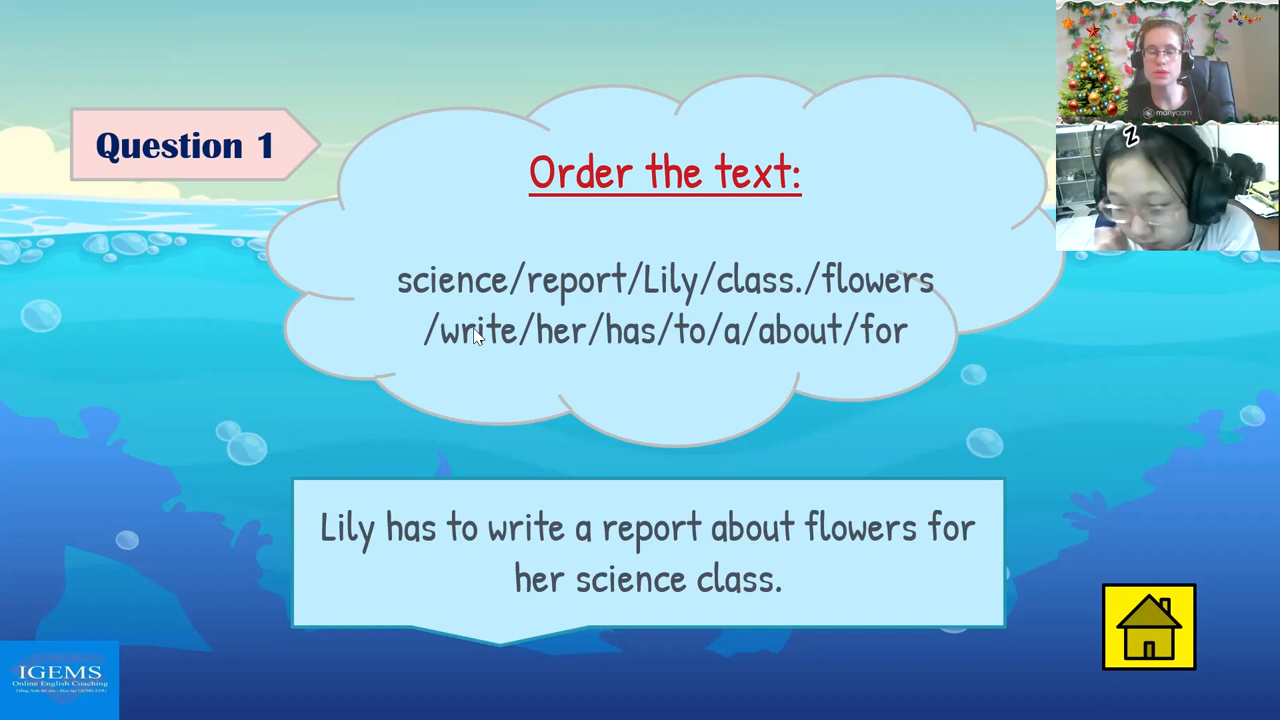 Question 1
Order the text:
science/report/Lily/class./flowers
/write/her/has/to/a/about/for
Lily has to write a report about flowers for
her science class.
manycam
Z
IGEMS
Online English Coaching